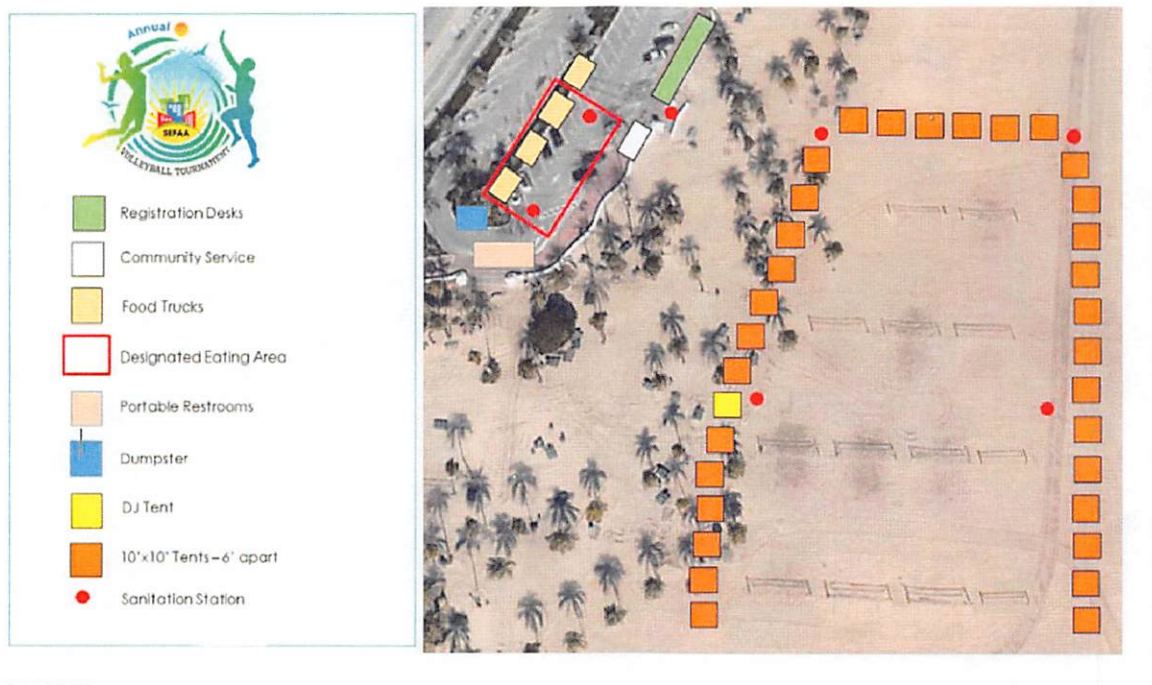 Annual
SEFAA
VOLLEYBALL TOURNAMENT
Registration Desks
Community Service
Food Trucks
Designated Eating Area
Portable Restrooms
Dumpster
DJ Tent
10'x10' Tents – 6' apart
Sanitation Station